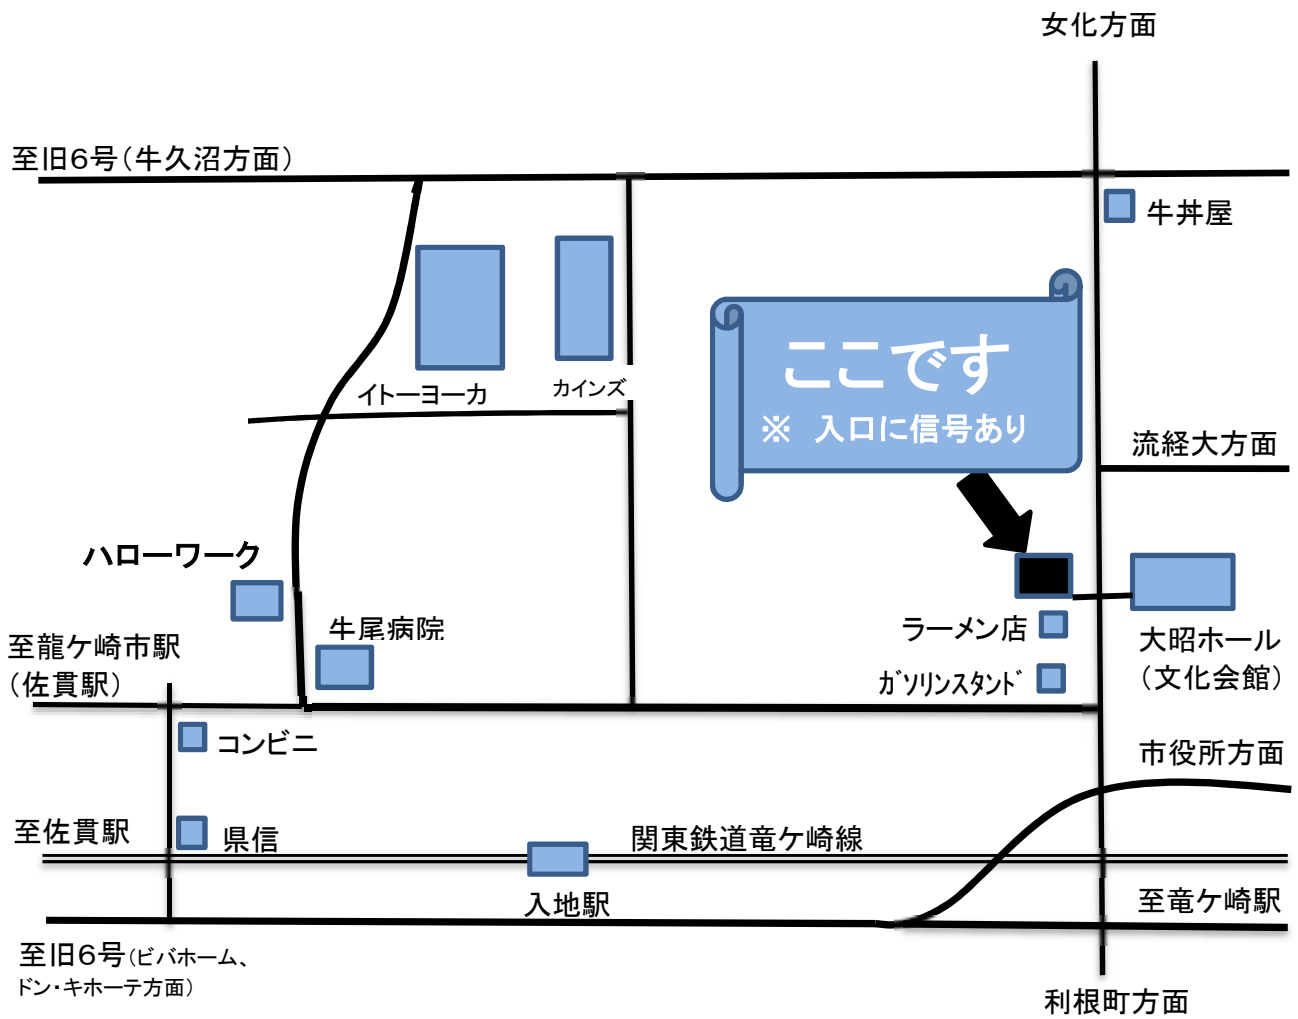 女化方面
至旧6号(牛久沼方面)
牛丼屋
ここです
※ 入口に信号あり
イトーヨーカ
カインズ
流経大方面
ハローワーク
牛尾病院
ラーメン店
大昭ホール
(文化会館)
至龍ケ崎市駅
(佐貫駅)
ガソリンスタンド
コンビニ
市役所方面
至佐貫駅
県信
関東鉄道竜ケ崎線
入地駅
至竜ケ崎駅
至旧6号(ビバホーム、
ドン・キホーテ方面)
利根町方面